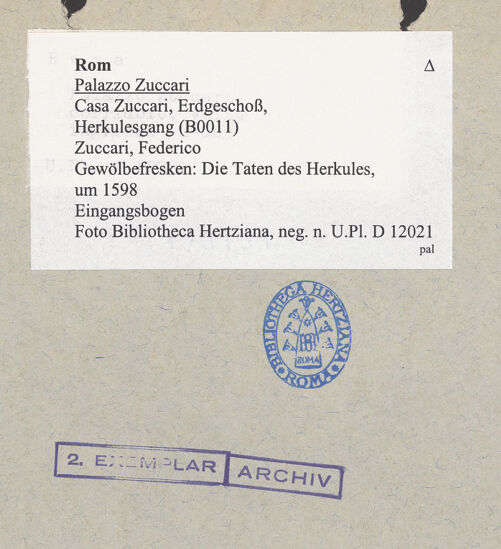 Rom Δ
Palazzo Zuccari
Casa Zuccari, Erdgeschoß,
Herkulesgang (B0011)
Zuccari, Federico
Gewölbefresken: Die Taten des Herkules,
um 1598
Eingangsbogen
Foto Bibliotheca Hertziana, neg. n. U.Pl. D 12021
pal
BIBLIOTHECA HERTZIANA
ROMA
ROMA
2. EXEMPLAR ARCHIV